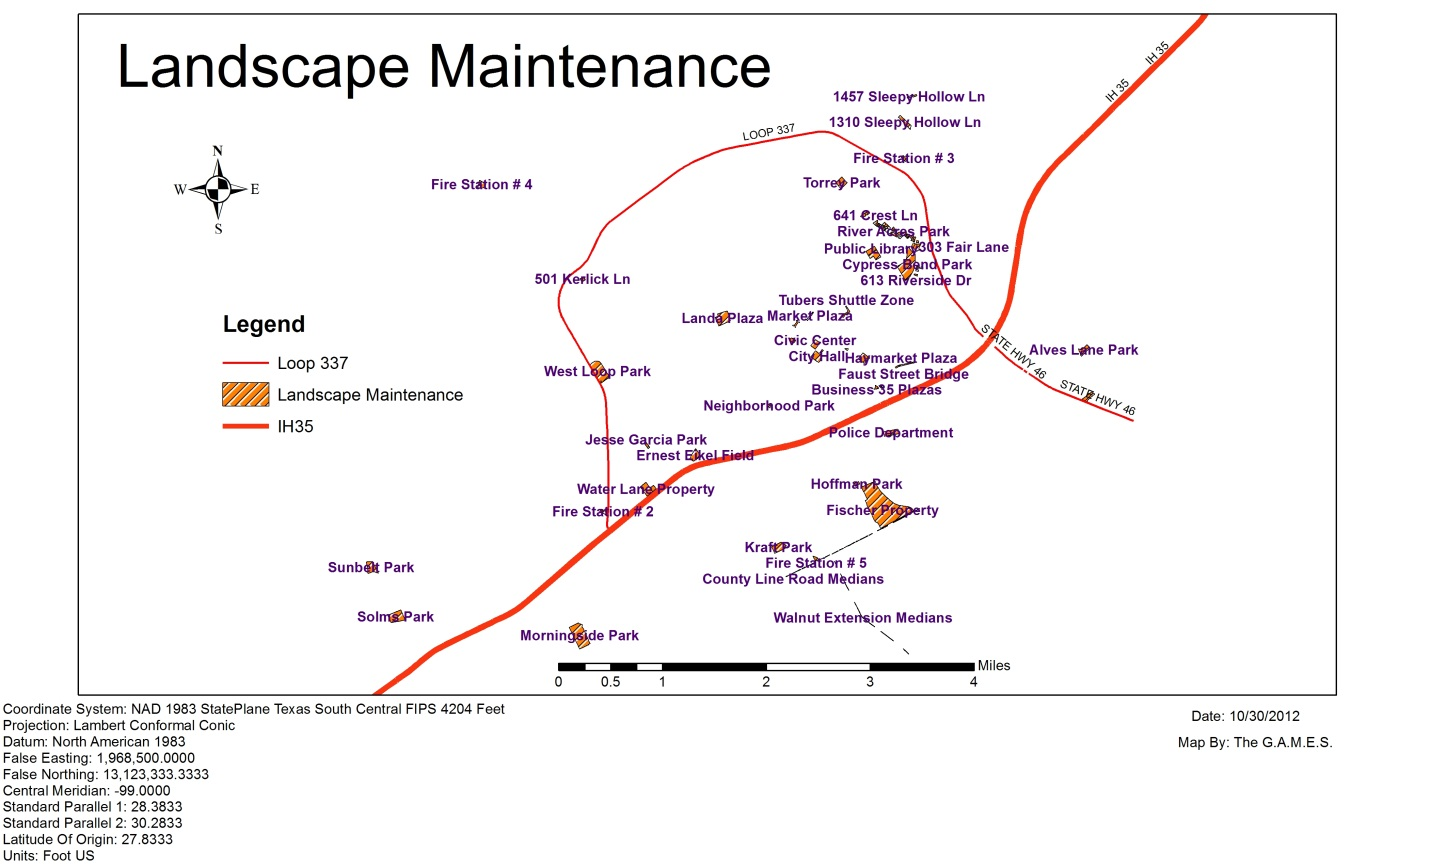 Landscape Maintenance
IH 35
IH 35
1457 Sleepy Hollow Ln
1310 Sleepy Hollow Ln
LOOP 337
N
W E
S
Fire Station # 3
Fire Station # 4
Torrey Park
641 Crest Ln
River Acres Park
Public Library
303 Fair Lane
Cypress Bend Park
613 Riverside Dr
501 Kerlick Ln
Tubers Shuttle Zone
Landa Plaza
Market Plaza
Legend
Loop 337
Landscape Maintenance
IH35
Civic Center
City Hall
Haymarket Plaza
STATE HWY 46
Alves Lane Park
STATE HWY 46
West Loop Park
Faust Street Bridge
Business 35 Plazas
Neighborhood Park
Police Department
Jesse Garcia Park
Ernest Eikel Field
Hoffman Park
Water Lane Property
Fischer Property
Fire Station # 2
Kraft Park
Fire Station # 5
Sunbelt Park
County Line Road Medians
Solms Park
Walnut Extension Medians
Morningside Park
Miles
0 0.5 1 2 3 4
Coordinate System: NAD 1983 StatePlane Texas South Central FIPS 4204 Feet
Projection: Lambert Conformal Conic
Datum: North American 1983
False Easting: 1,968,500.0000
False Northing: 13,123,333.3333
Central Meridian: -99.0000
Standard Parallel 1: 28.3833
Standard Parallel 2: 30.2833
Latitude Of Origin: 27.8333
Units: Foot US
Date: 10/30/2012
Map By: The G.A.M.E.S.